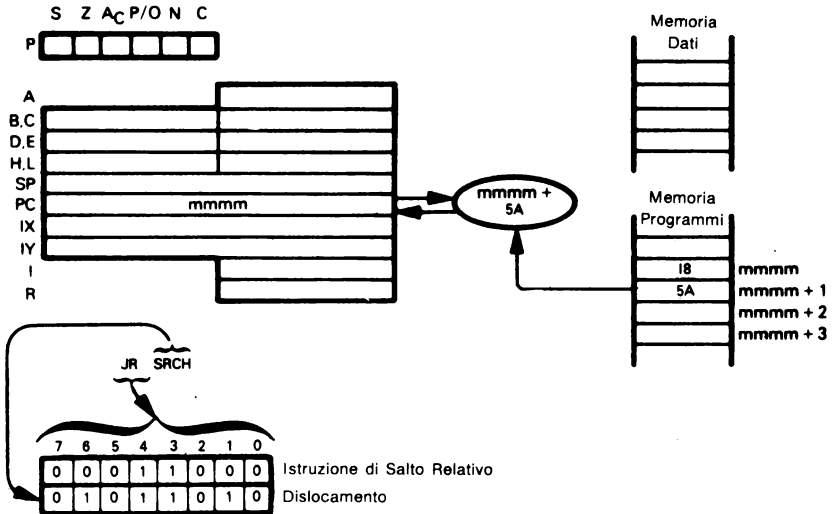 S Z AC P/O N C
P
A
B,C
D,E
H,L
SP
PC mmmm
IX
IY
I
R
mmmm +
5A
Memoria
Dati
Memoria
Programmi
18 mmmm
5A mmmm + 1
mmmm + 2
mmmm + 3
JR SRCH
7 6 5 4 3 2 1 0
0 0 0 1 1 0 0 0 Istruzione di Salto Relativo
0 1 0 1 1 0 1 0 Dislocamento